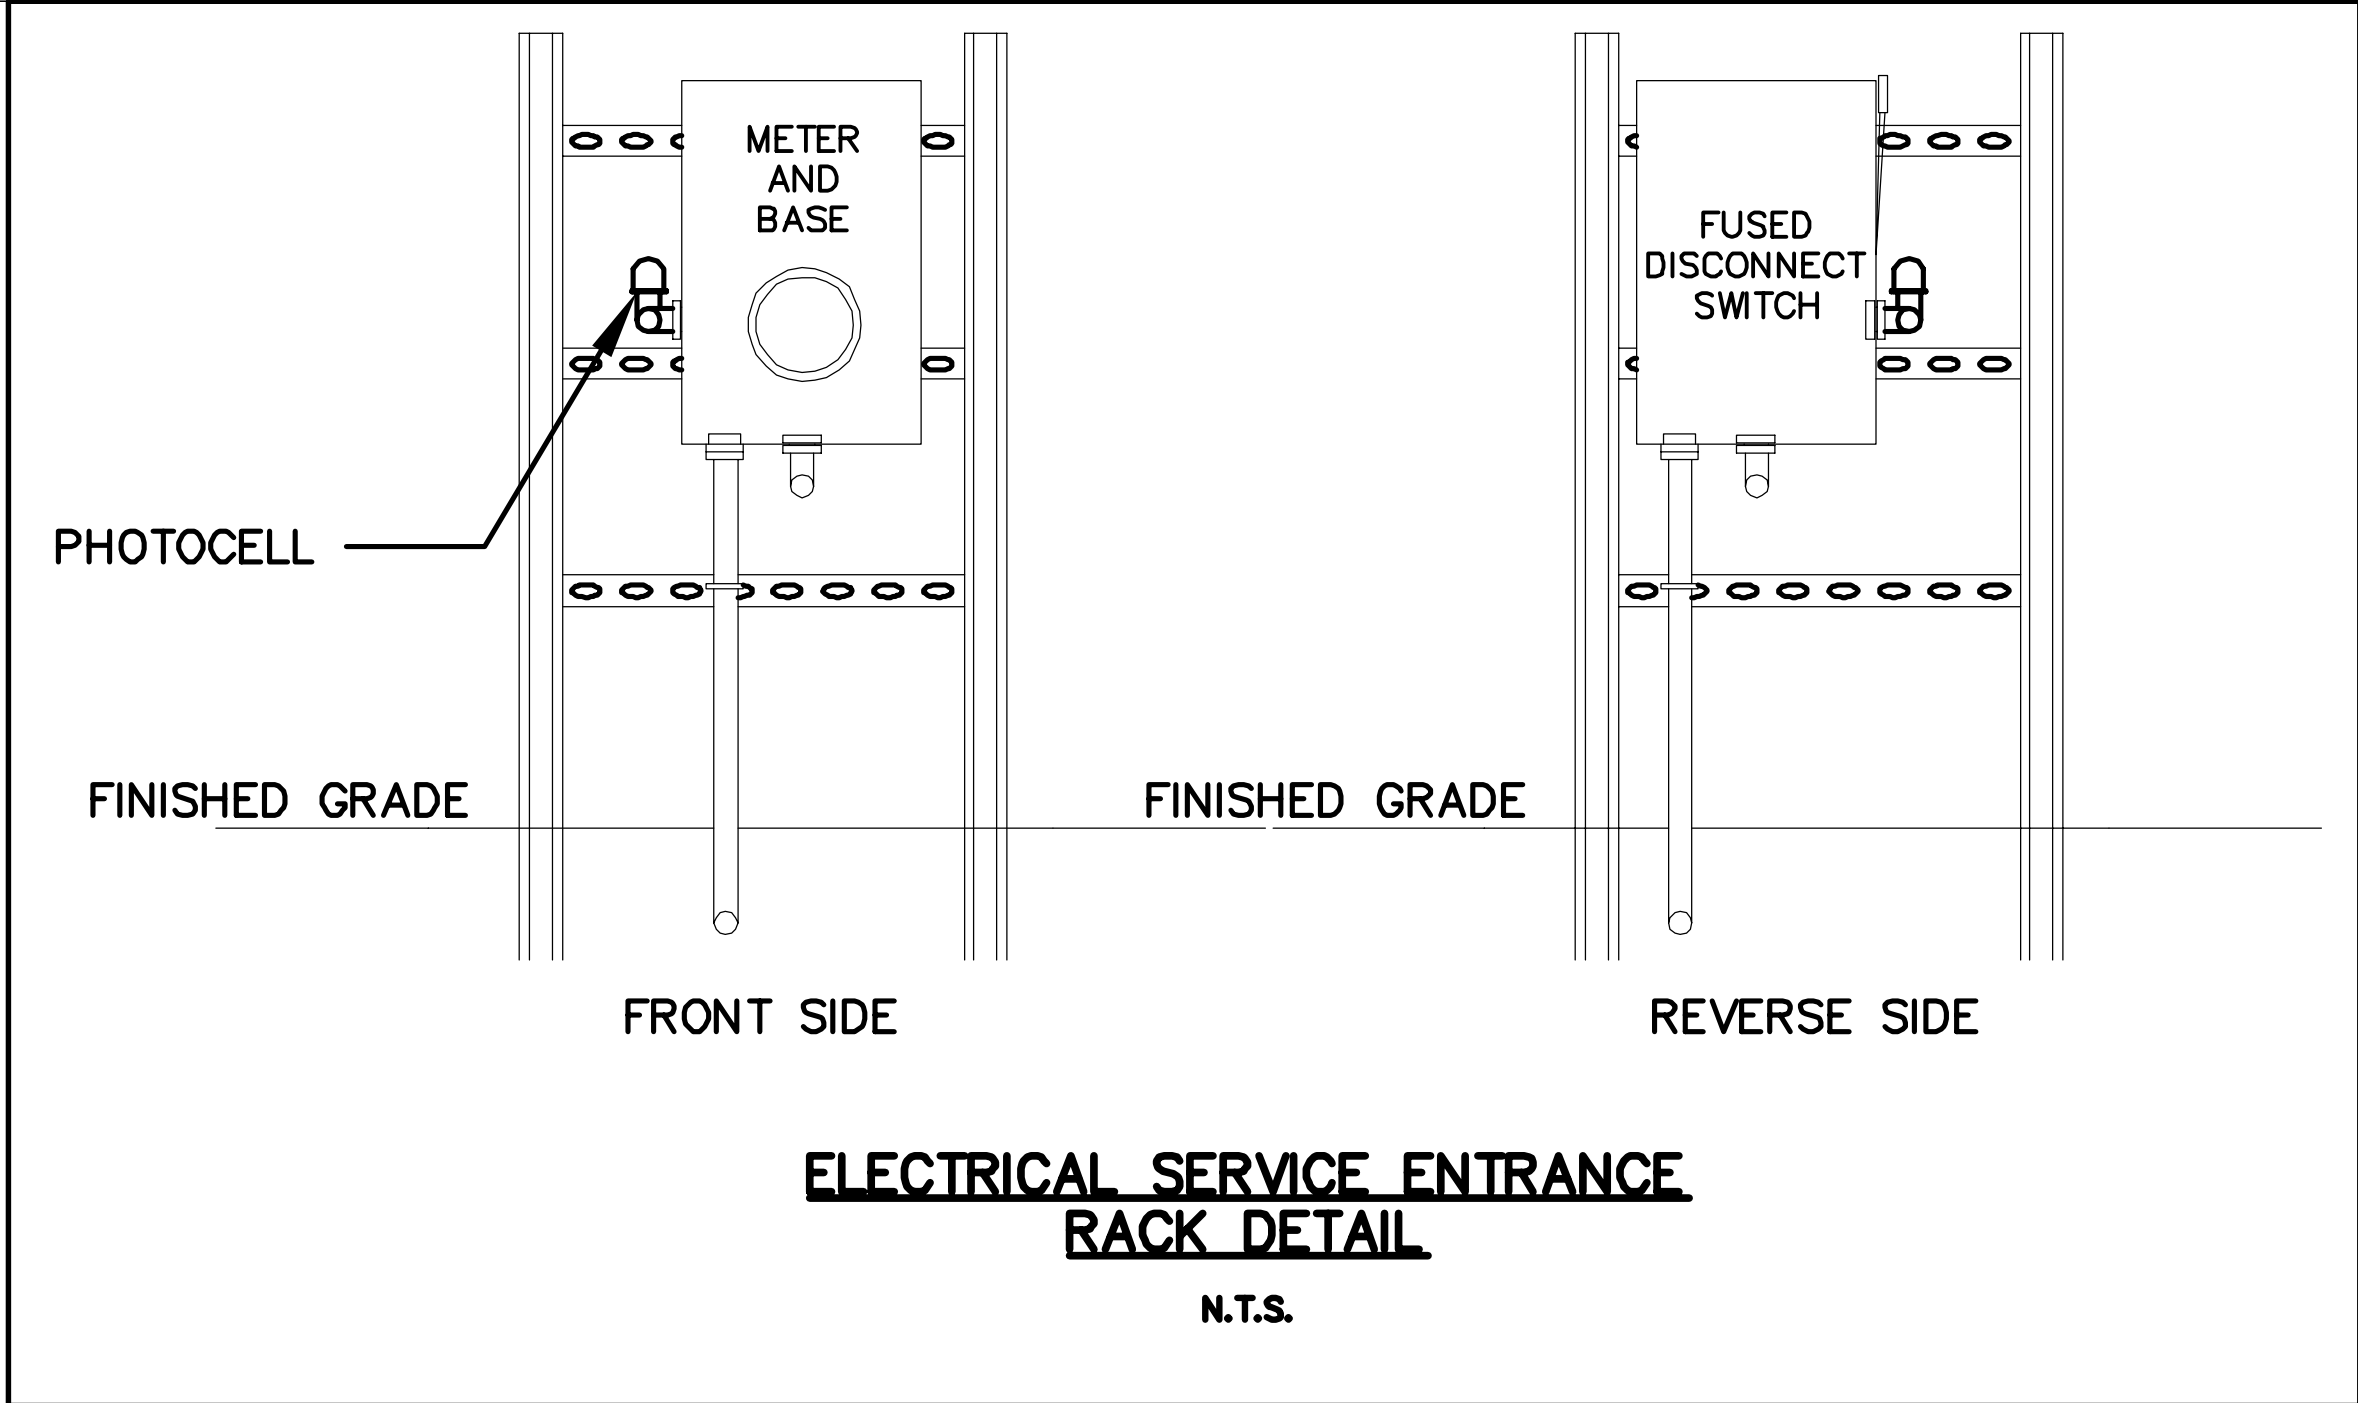 METER
AND
BASE
FUSED
DISCONNECT
SWITCH
PHOTOCELL
FINISHED GRADE
FINISHED GRADE
FRONT SIDE
REVERSE SIDE
ELECTRICAL SERVICE ENTRANCE
RACK DETAIL
N.T.S.